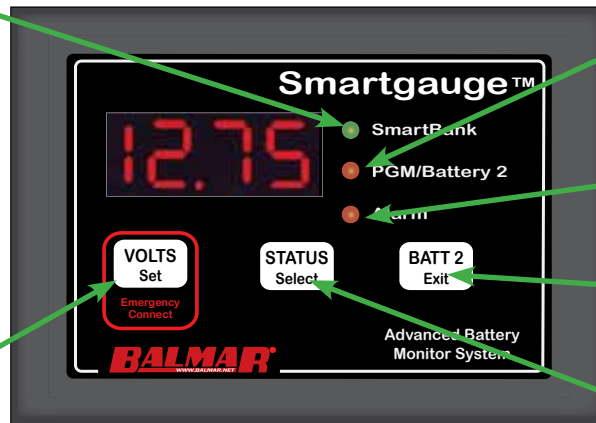 Smartgauge™
12.75
SmartBank
PGM/Battery 2
Alarm
VOLTS
Set
Emergency
Connect
STATUS
Select
BATT 2
Exit
BALMAR®
WWW.BALMAR.NET
Advanced Battery
Monitor System